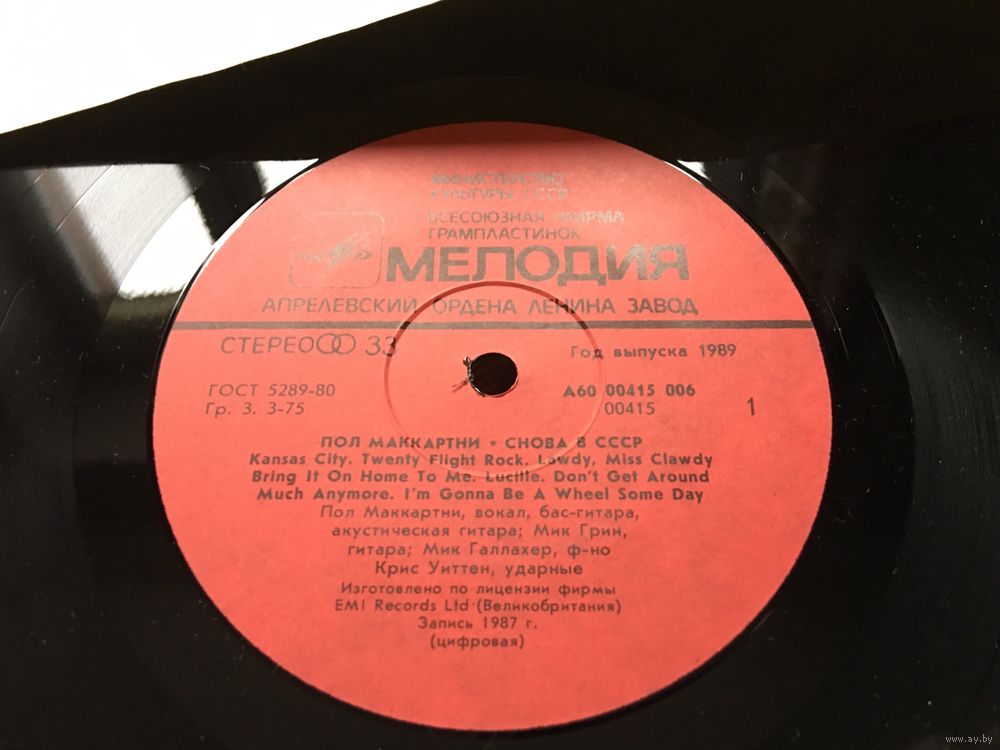 МИНИСТЕРСТВО
КУЛЬТУРЫ СССР
ВСЕСОЮЗНАЯ ФИРМА
ГРАМПЛАСТИНОК
МЕЛОДИЯ
АПРЕЛЕВСКИЙ ОРДЕНА ЛЕНИНА ЗАВОД
СТЕРЕО 33
Год выпуска 1989
ГОСТ 5289-80
А60 00415 006
Гр. 3. 3-75
00415
1
ПОЛ МАККАРТНИ * СНОВА В СССР
Kansas City. Twenty Flight Rock. Lawdy, Miss Clawdy
Bring It On Home To Me. Lucille. Don't Get Around
Much Anymore. I'm Gonna Be A Wheel Some Day
Пол Маккартни, вокал, бас-гитара,
акустическая гитара; Мик Грин,
гитара; Мик Галлахер, ф-но
Крис Уиттен, ударные
Изготовлено по лицензии фирмы
EMI Records Ltd (Великобритания)
Запись 1987 г.
(цифровая)
www.ay.by